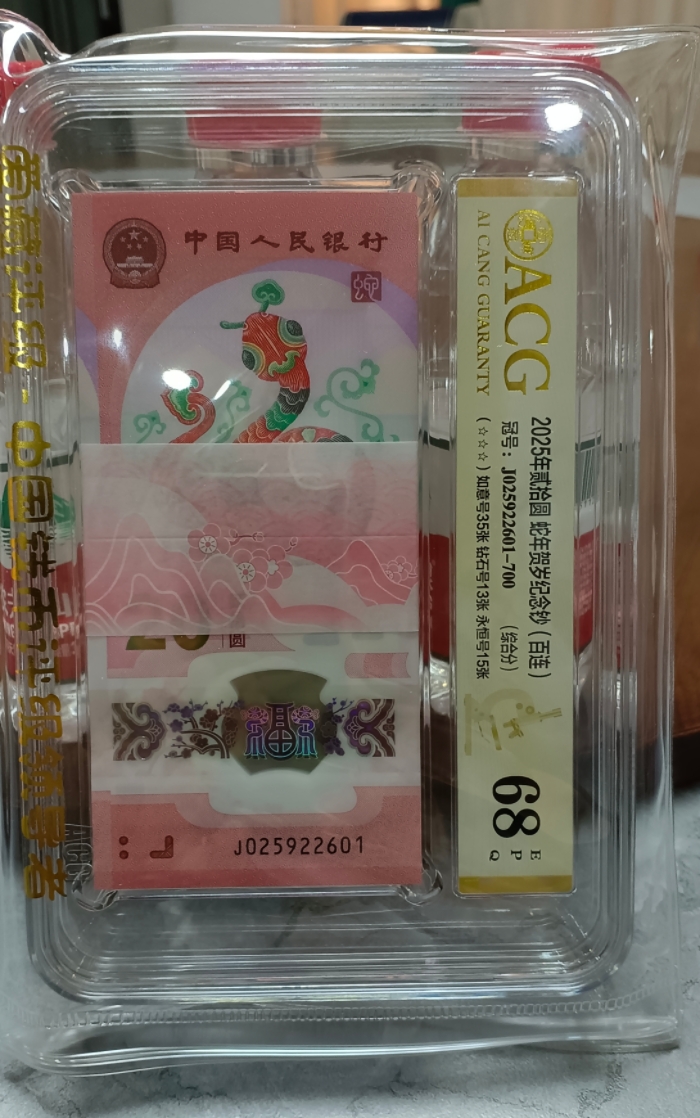 爱藏评级-中国钱币评级领导者
中国人民银行
蛇
20
圆
J025922601
ACG
AI CANG GUARANTY
2025年贰拾圆 蛇年贺岁纪念钞（百连）
冠号：J025922601-700 （综合分）
（☆☆☆）如意号35张 钻石号13张 永恒号15张
68
E
P
Q